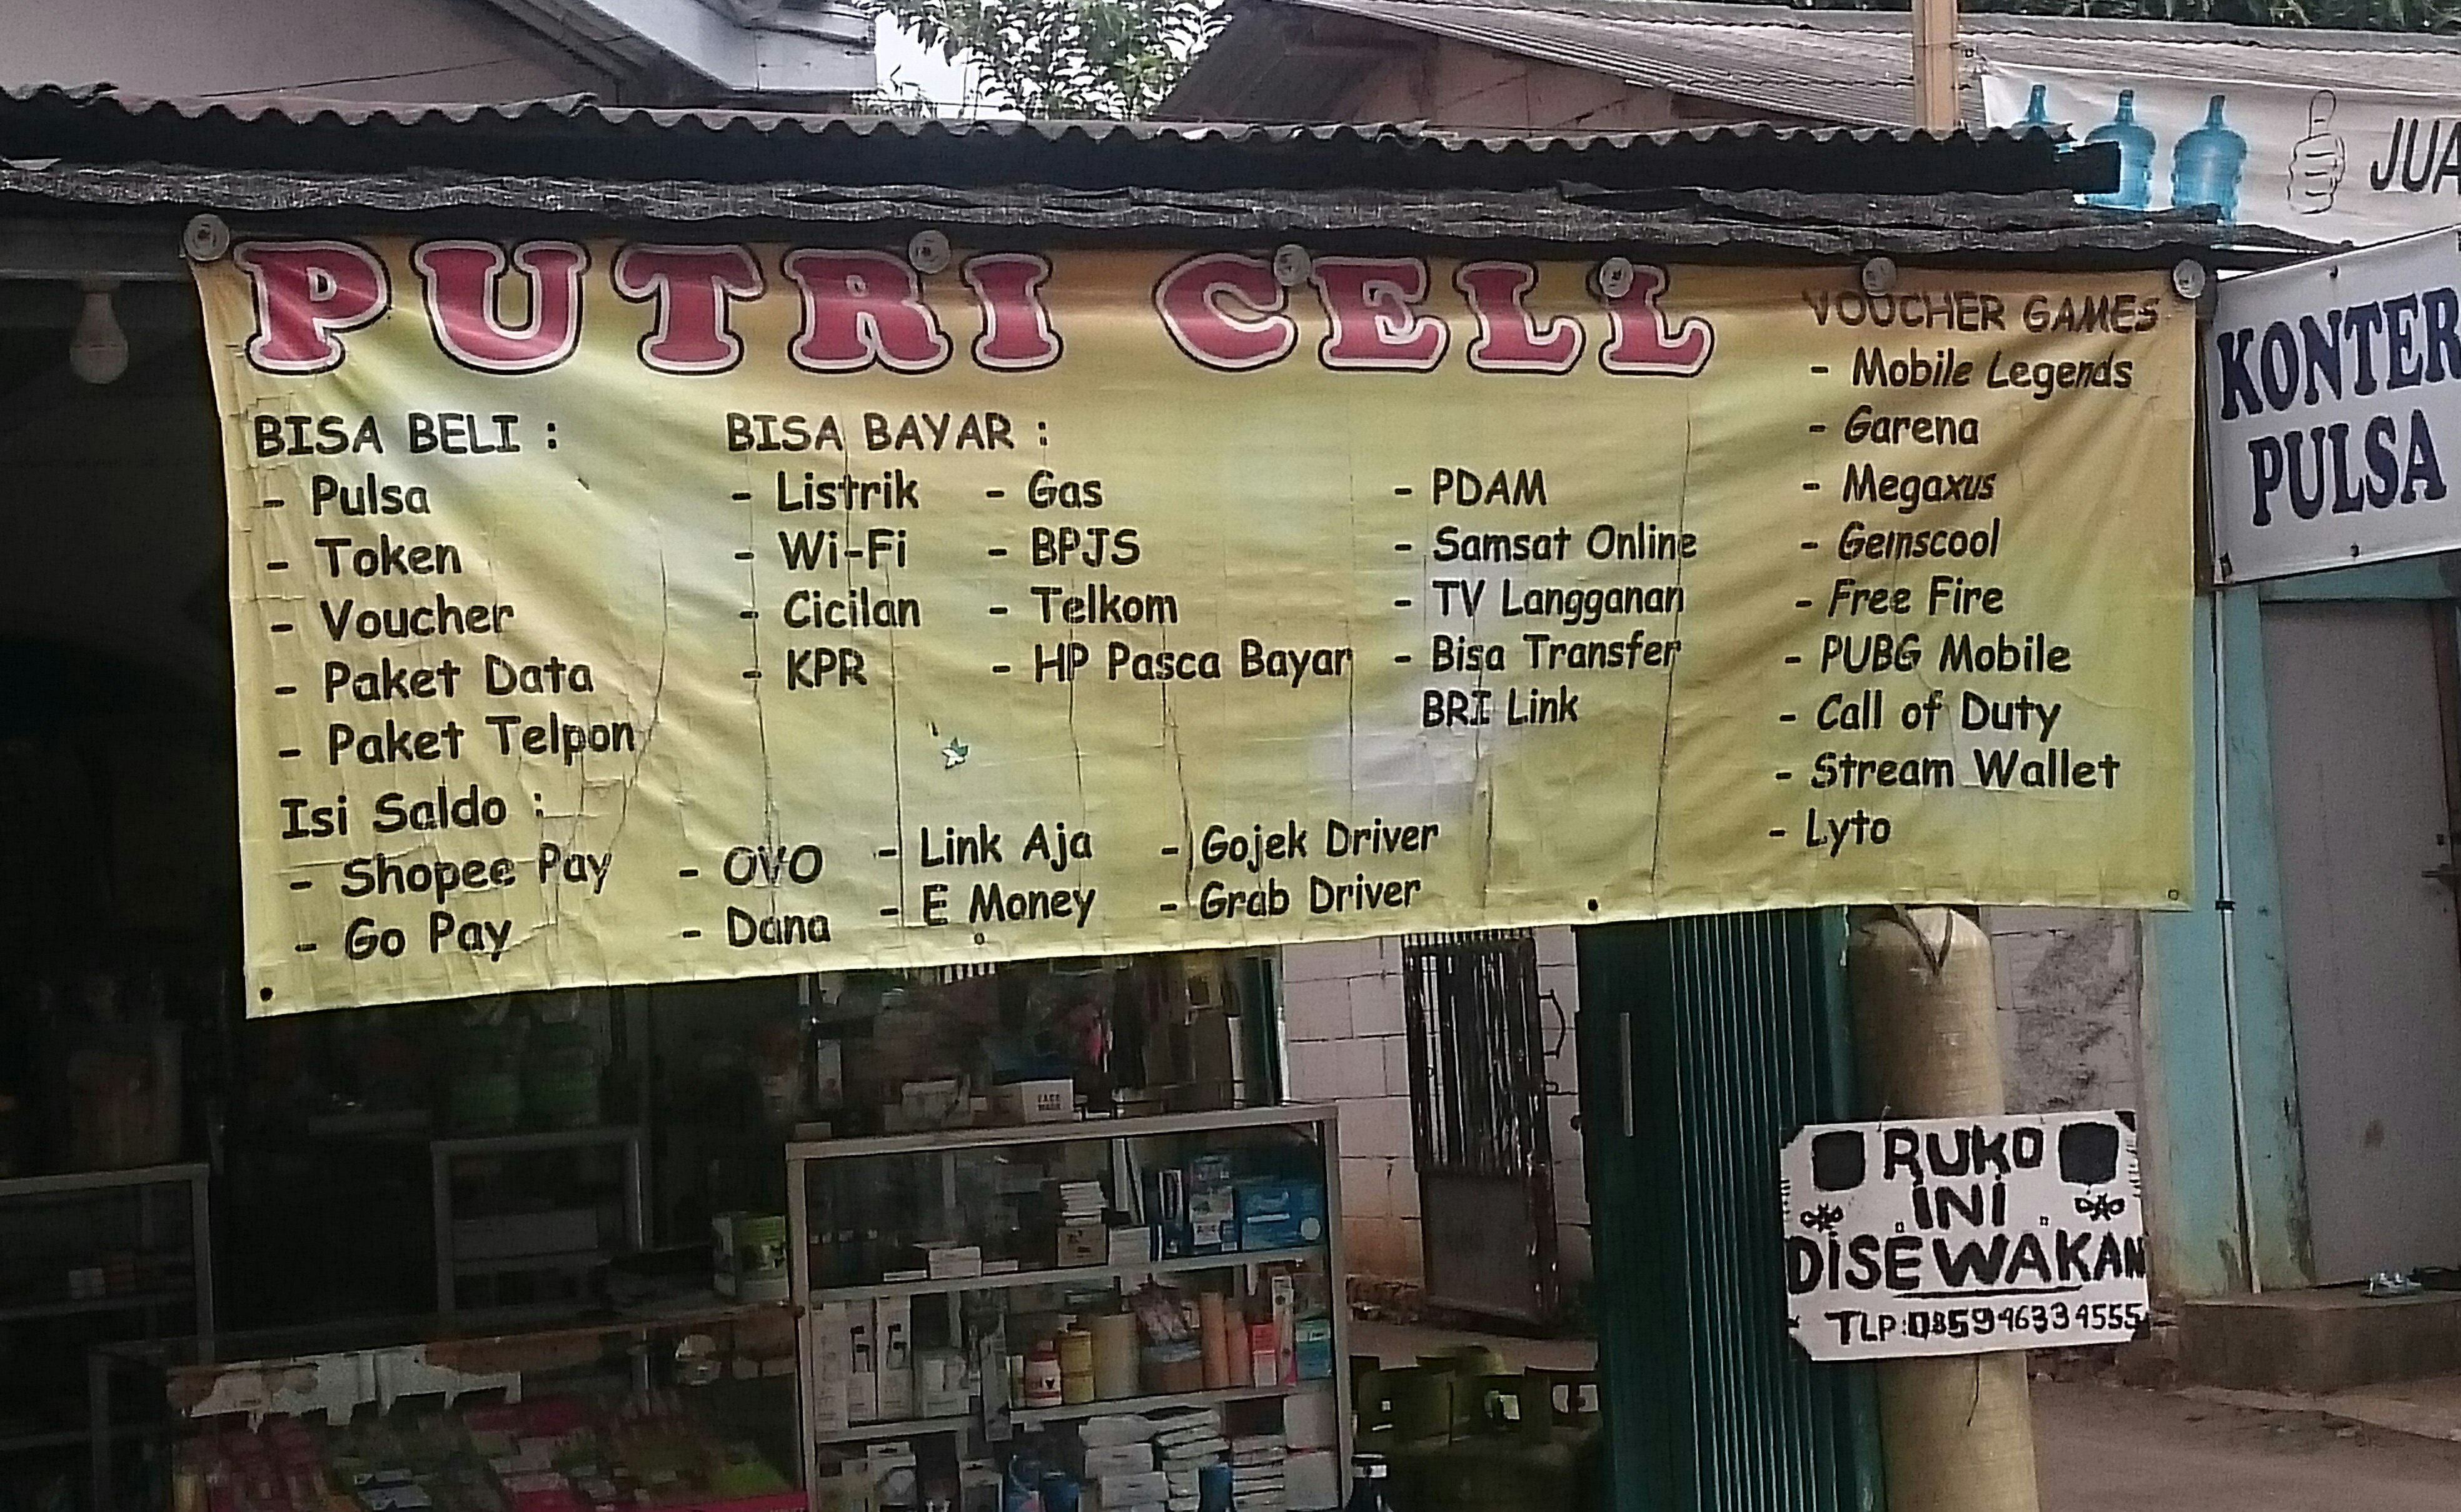 PUTRI CELL
BISA BELI :
- Pulsa
- Token
- Voucher
- Paket Data
- Paket Telpon
BISA BAYAR :
- Listrik
- Wi-Fi
- Cicilan
- KPR
- Gas
- BPJS
- Telkom
- HP Pasca Bayar
- PDAM
- Samsat Online
- TV Langganan
- Bisa Transfer
BRI Link
Isi Saldo :
- Shopee Pay
- Go Pay
- OVO
- Dana
- Link Aja
- E Money
- Gojek Driver
- Grab Driver
VOUCHER GAMES
- Mobile Legends
- Garena
- Megaxus
- Gemscool
- Free Fire
- PUBG Mobile
- Call of Duty
- Stream Wallet
- Lyto
JUA
KONTER
PULSA
RUKO
INI
DISEWAKAN
TLP:085946334555